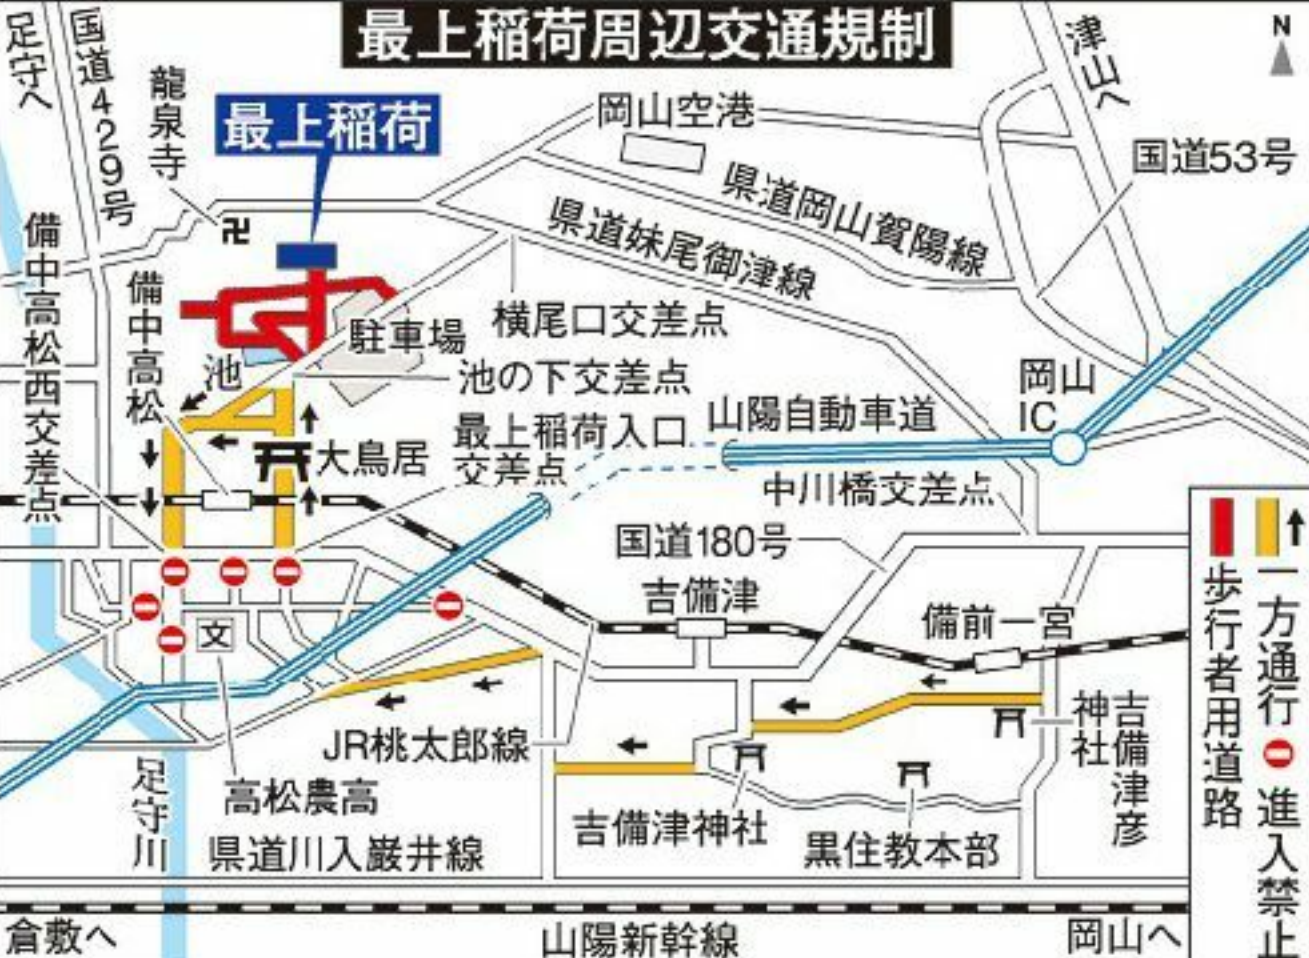 最上稲荷周辺交通規制
N
足守へ
国道429号
龍泉寺
最上稲荷
岡山空港
津山へ
国道53号
県道岡山賀陽線
県道妹尾御津線
備中高松西交差点
備中高松
駐車場
横尾口交差点
池
池の下交差点
岡山
IC
大鳥居
最上稲荷入口
交差点
山陽自動車道
中川橋交差点
国道180号
吉備津
備前一宮
文
JR桃太郎線
高松農高
足守川
県道川入巌井線
吉備津神社
黒住教本部
吉備津彦
神社
倉敷へ
山陽新幹線
岡山へ
一方通行
進入禁止
歩行者用道路